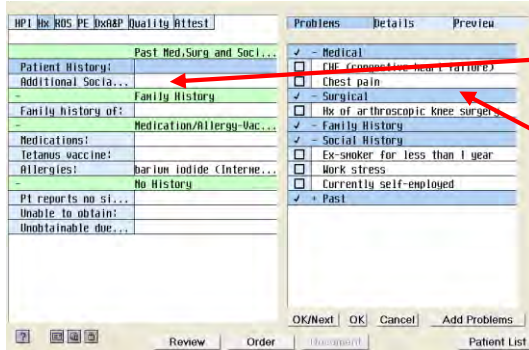 HPI Hx ROS PE DxA&P Quality Attest
Past Med,Surg and Soci...
Patient History:
Additional Socia...
- Family History
Family history of:
- Medication/Allergy-Vac...
Medications:
Tetanus vaccine:
Allergies: barium iodide (Interme...
- No History
Pt reports no si...
Unable to obtain:
Unobtainable due...
Review Order Document Patient List
Problems Details Preview
✓ - Medical
CHF (congestive heart failure)
Chest pain
✓ - Surgical
Hx of arthroscopic knee surgery
✓ - Family History
✓ - Social History
Ex-smoker for less than 1 year
Work stress
Currently self-employed
✓ + Past
OK/Next OK Cancel Add Problems